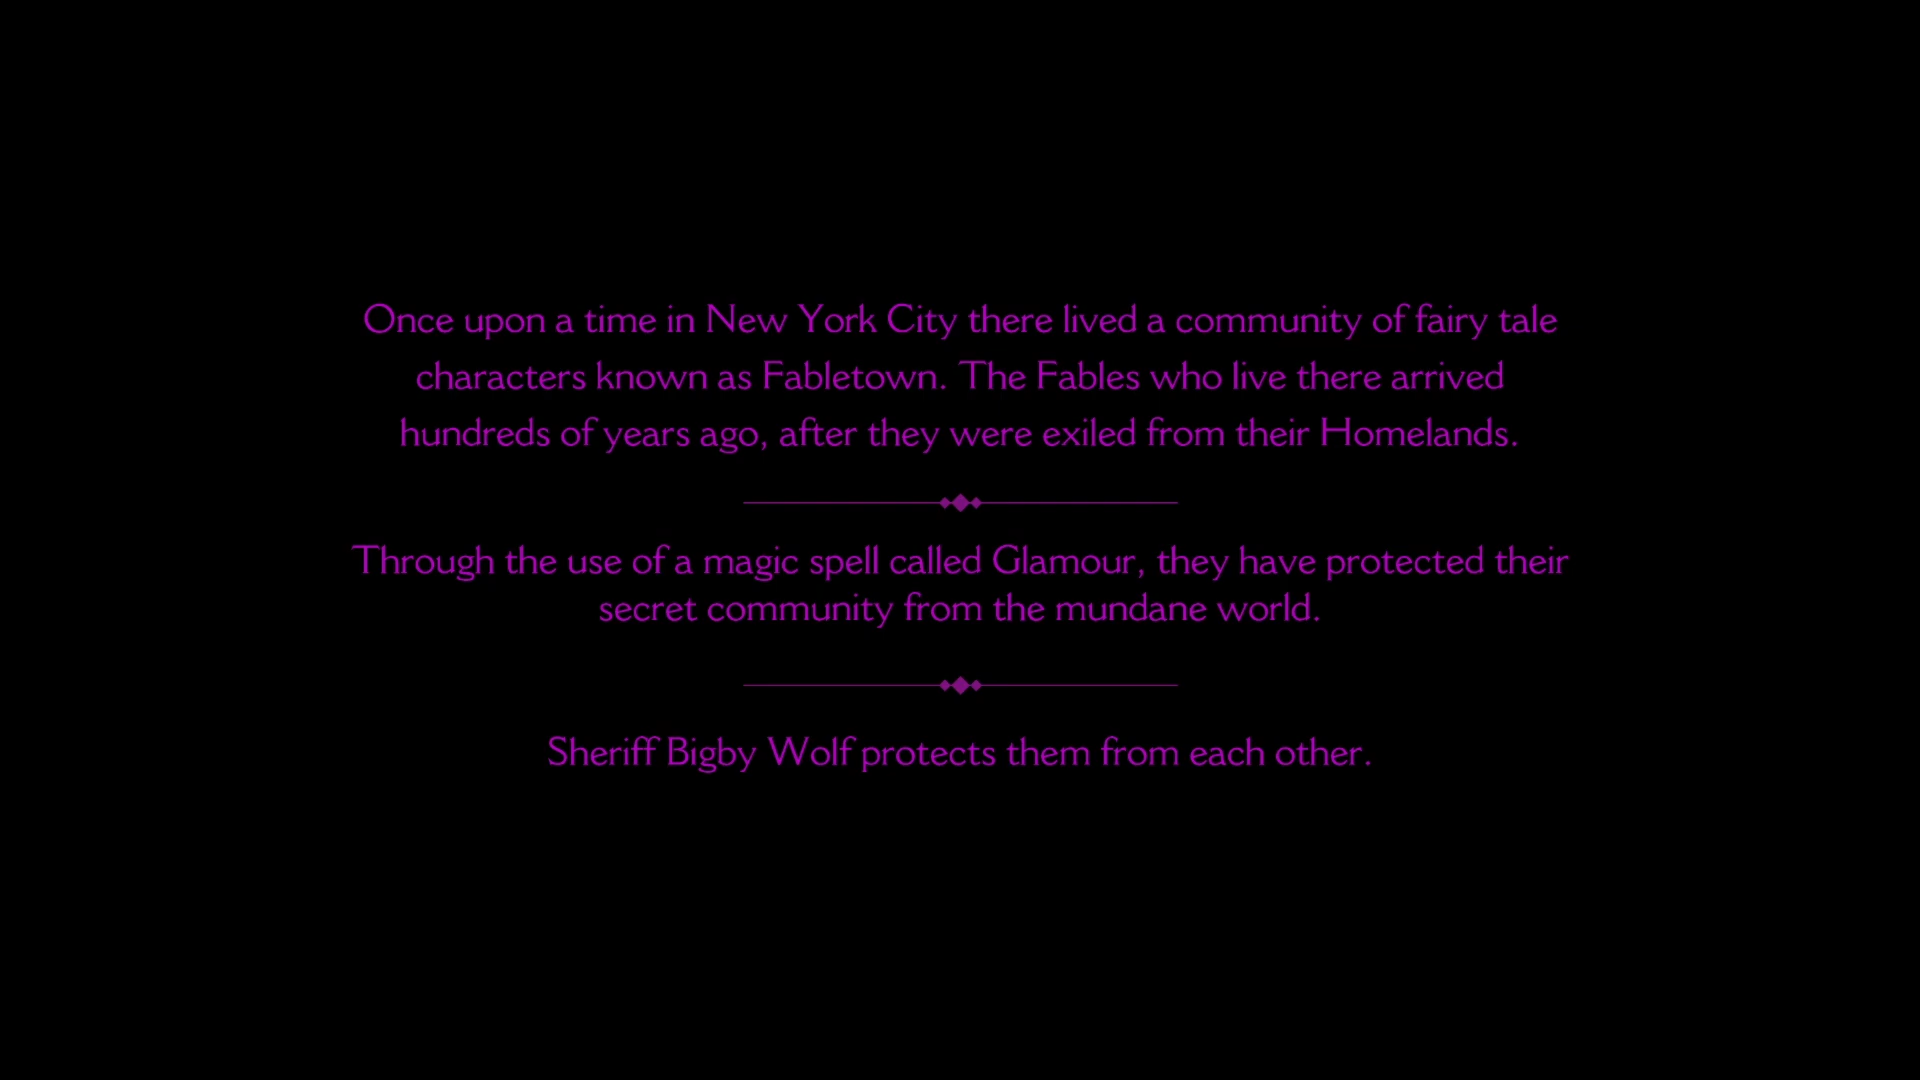 Once upon a time in New York City there lived a community of fairy tale
characters known as Fabletown. The Fables who live there arrived
hundreds of years ago, after they were exiled from their Homelands.
Through the use of a magic spell called Glamour, they have protected their
secret community from the mundane world.
Sheriff Bigby Wolf protects them from each other.